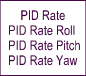 PID Rate
PID Rate Roll
PID Rate Pitch
PID Rate Yaw